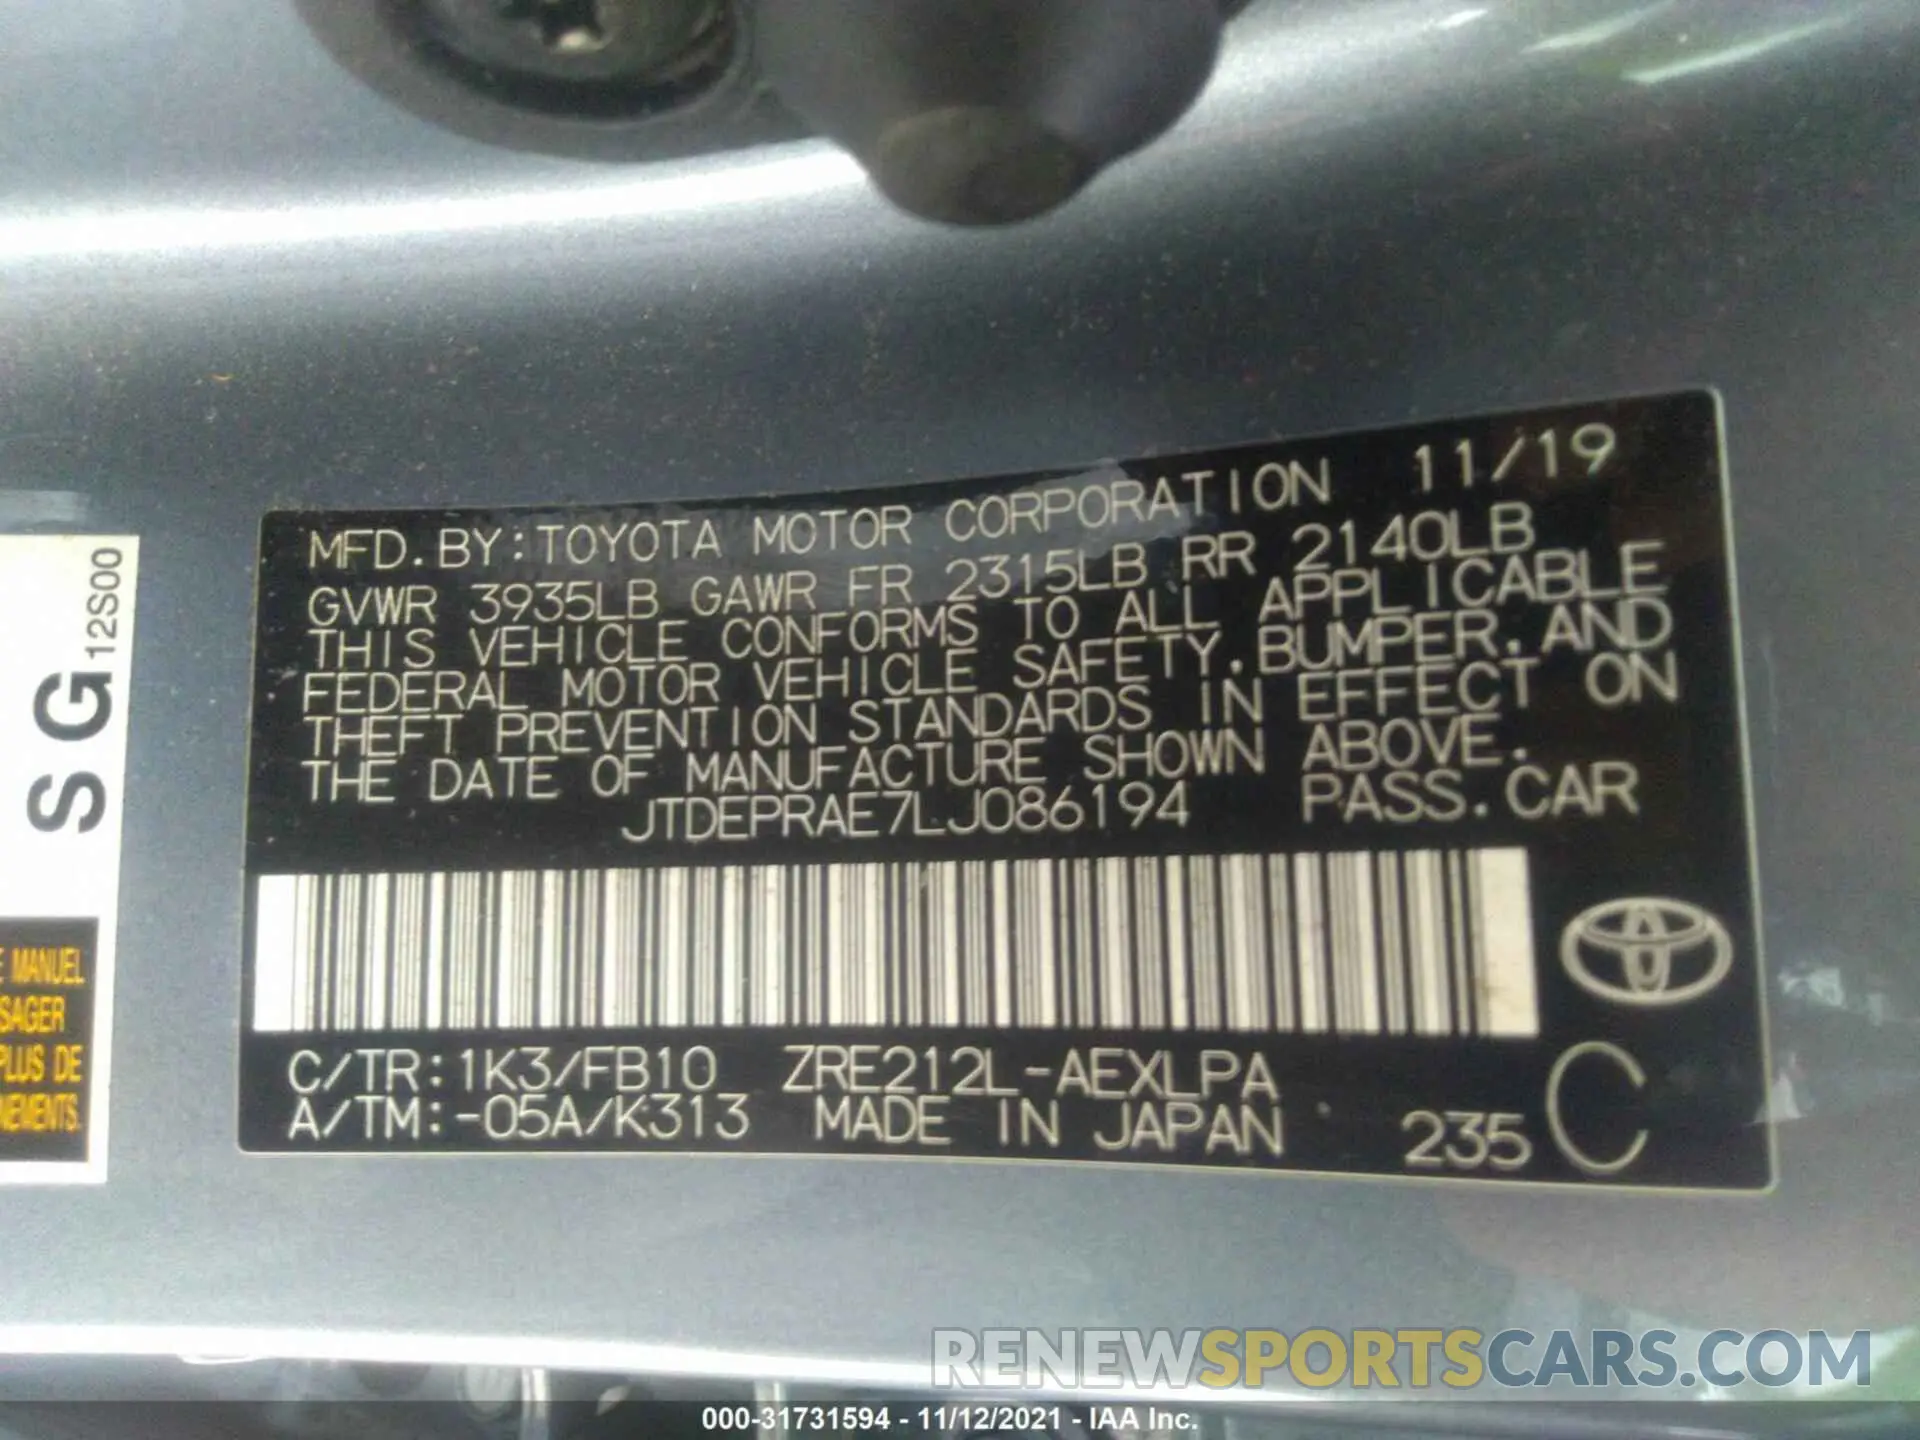 MFD.BY:TOYOTA MOTOR CORPORATION 11/19
GVWR 3935LB GAWR FR 2315LB RR 2140LB
THIS VEHICLE CONFORMS TO ALL APPLICABLE
FEDERAL MOTOR VEHICLE SAFETY,BUMPER,AND
THEFT PREVENTION STANDARDS IN EFFECT ON
THE DATE OF MANUFACTURE SHOWN ABOVE.
JTDEPRAE7LJ086194 PASS.CAR
C/TR:1K3/FB10 ZRE212L-AEXLPA
A/TM:-05A/K313 MADE IN JAPAN 235 C
SG12S00
MANUEL
PLUS DE
RENEWSPORTSCARS.COM
000-31731594 - 11/12/2021 - IAA Inc.